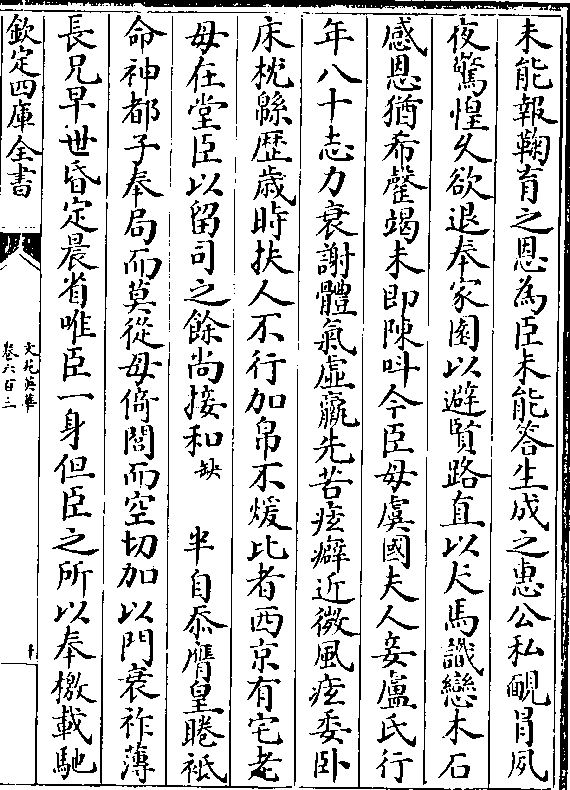 未能報鞠育之恩為臣未能答生成之惠公私靦冒夙
夜驚惶久欲退奉家園以避賢路直以犬馬識戀木石
感恩猶希罄竭未即陳叫今臣母虞國夫人妾盧氏行
年八十志力衰謝體氣虛羸先苦痃癖近微風痃委卧
床枕緜歴歳時扶人不行加帛不煖比者西京有宅老
母在堂臣以留司之餘尚接和缺 半自忝膺皇睠祇
命神都子奉局而莫從母倚閭而空切加以門衰祚薄
長兄早世昏定晨省唯臣一身但臣之所以奉檄載馳
欽定四庫全書
文苑英華
卷六百三